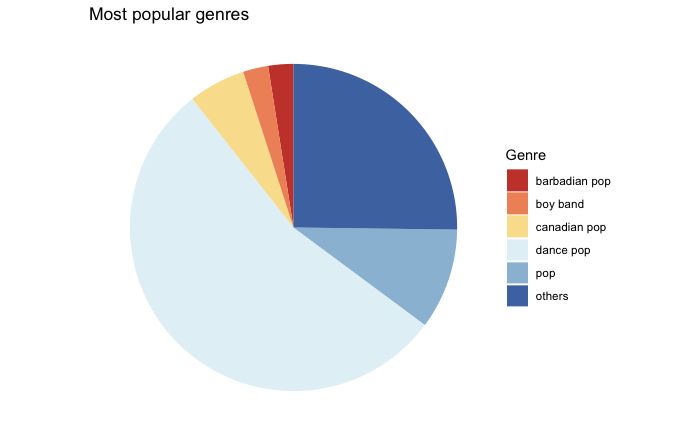 Most popular genres
Genre
barbadian pop
boy band
canadian pop
dance pop
pop
others